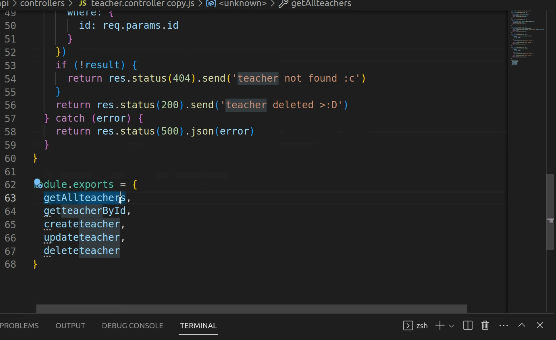 api > controllers > JS teacher.controller copy.js > <unknown> > getAllteachers
49 where: {
50 id: req.params.id
51 }
52 })
53 if (!result) {
54 return res.status(404).send('teacher not found :c')
55 }
56 return res.status(200).send('teacher deleted >:D')
57 } catch (error) {
58 return res.status(500).json(error)
59 }
60 }
61
62 module.exports = {
63 getAllteachers,
64 getteacherById,
65 createteacher,
66 updateteacher,
67 deleteteacher
68 }
PROBLEMS OUTPUT DEBUG CONSOLE TERMINAL zsh